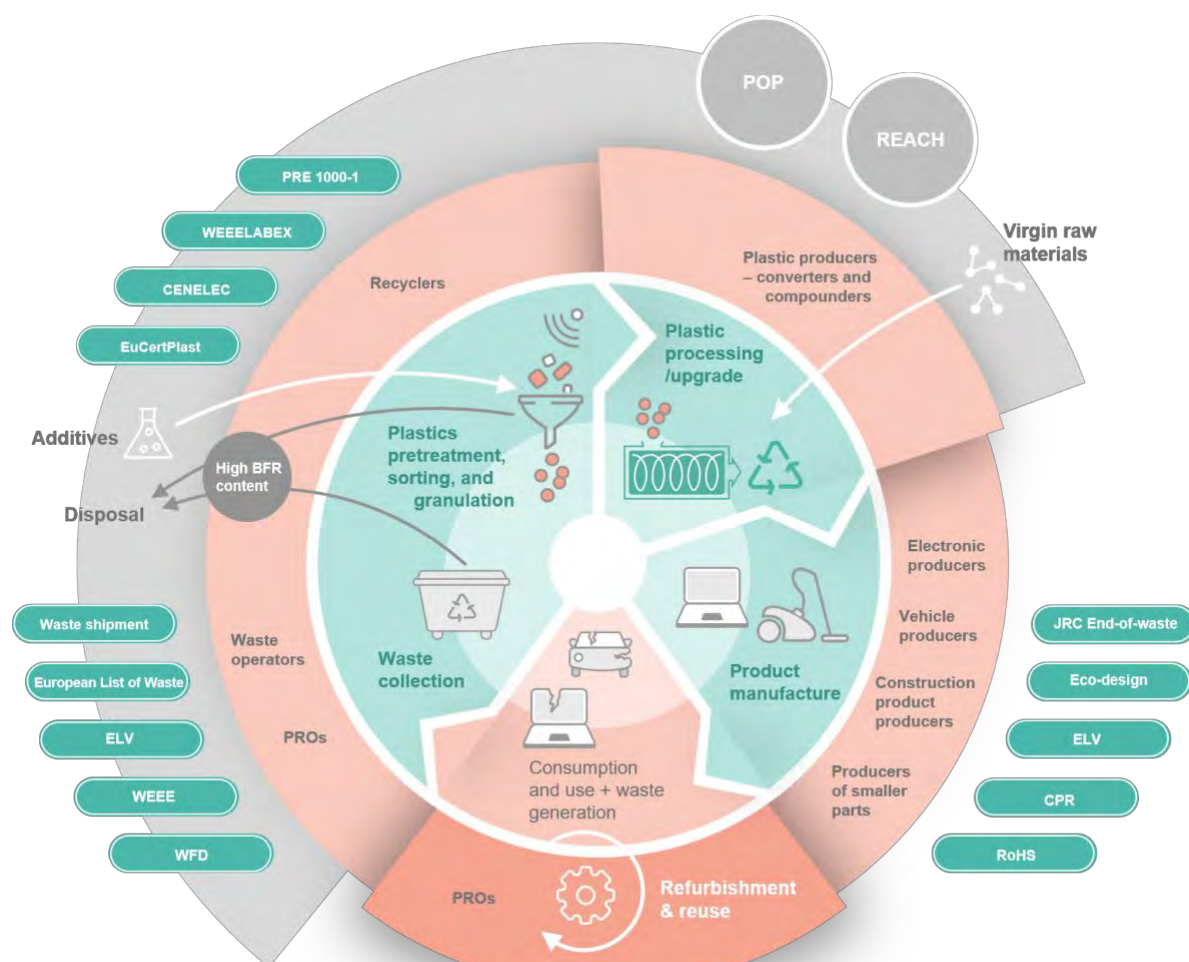 POP
REACH
PRE 1000-1
WEEELABEX
CENELEC
EuCertPlast
Virgin raw
materials
Recyclers
Plastic producers
– converters and
compounders
Plastic
processing
/upgrade
Additives
High BFR
content
Disposal
Plastics
pretreatment,
sorting, and
granulation
Electronic
producers
Vehicle
producers
Construction
product
producers
Producers
of smaller
parts
Waste shipment
European List of Waste
ELV
WEEE
WFD
Waste
operators
PROs
Waste
collection
Product
manufacture
Consumption
and use + waste
generation
JRC End-of-waste
Eco-design
ELV
CPR
RoHS
PROs
Refurbishment
& reuse